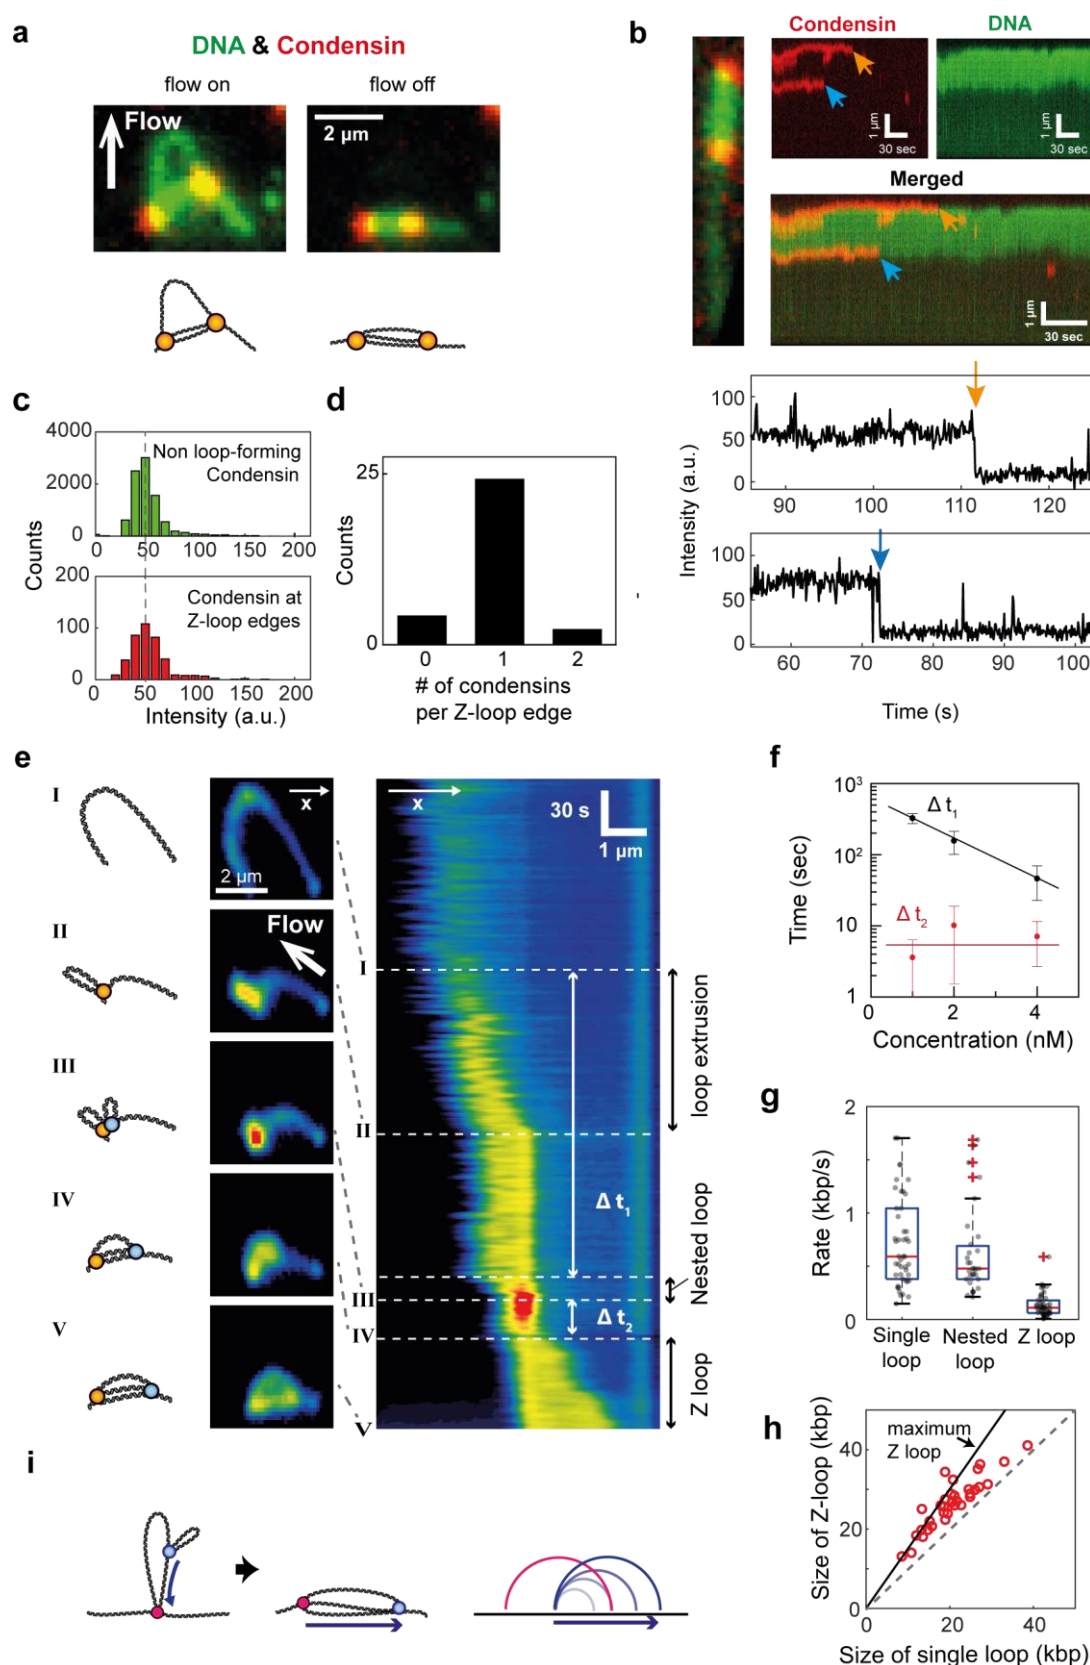 a
DNA & Condensin
flow on
flow off
Flow
2 µm
b
Condensin
DNA
1 µm
30 sec
1 µm
30 sec
Merged
1 µm
30 sec
Intensity (a.u.)
100
50
0
90
100
110
120
100
50
0
60
70
80
90
100
Time (s)
c
Counts
4000
2000
0
Non loop-forming
Condensin
0
50
100
150
200
200
100
0
Condensin at
Z-loop edges
0
50
100
150
200
Intensity (a.u.)
d
Counts
25
0
0
1
2
# of condensins
per Z-loop edge
e
I
II
III
IV
V
x
2 µm
Flow
x
30 s
1 µm
I
II
III
IV
V
Δ t1
Δ t2
loop extrusion
Nested loop
Z loop
f
Time (sec)
10³
10²
10
1
Δ t1
Δ t2
0
2
4
Concentration (nM)
g
Rate (kbp/s)
2
1
0
Single
loop
Nested
loop
Z loop
h
Size of Z-loop (kbp)
40
20
0
maximum
Z loop
0
20
40
Size of single loop (kbp)
i